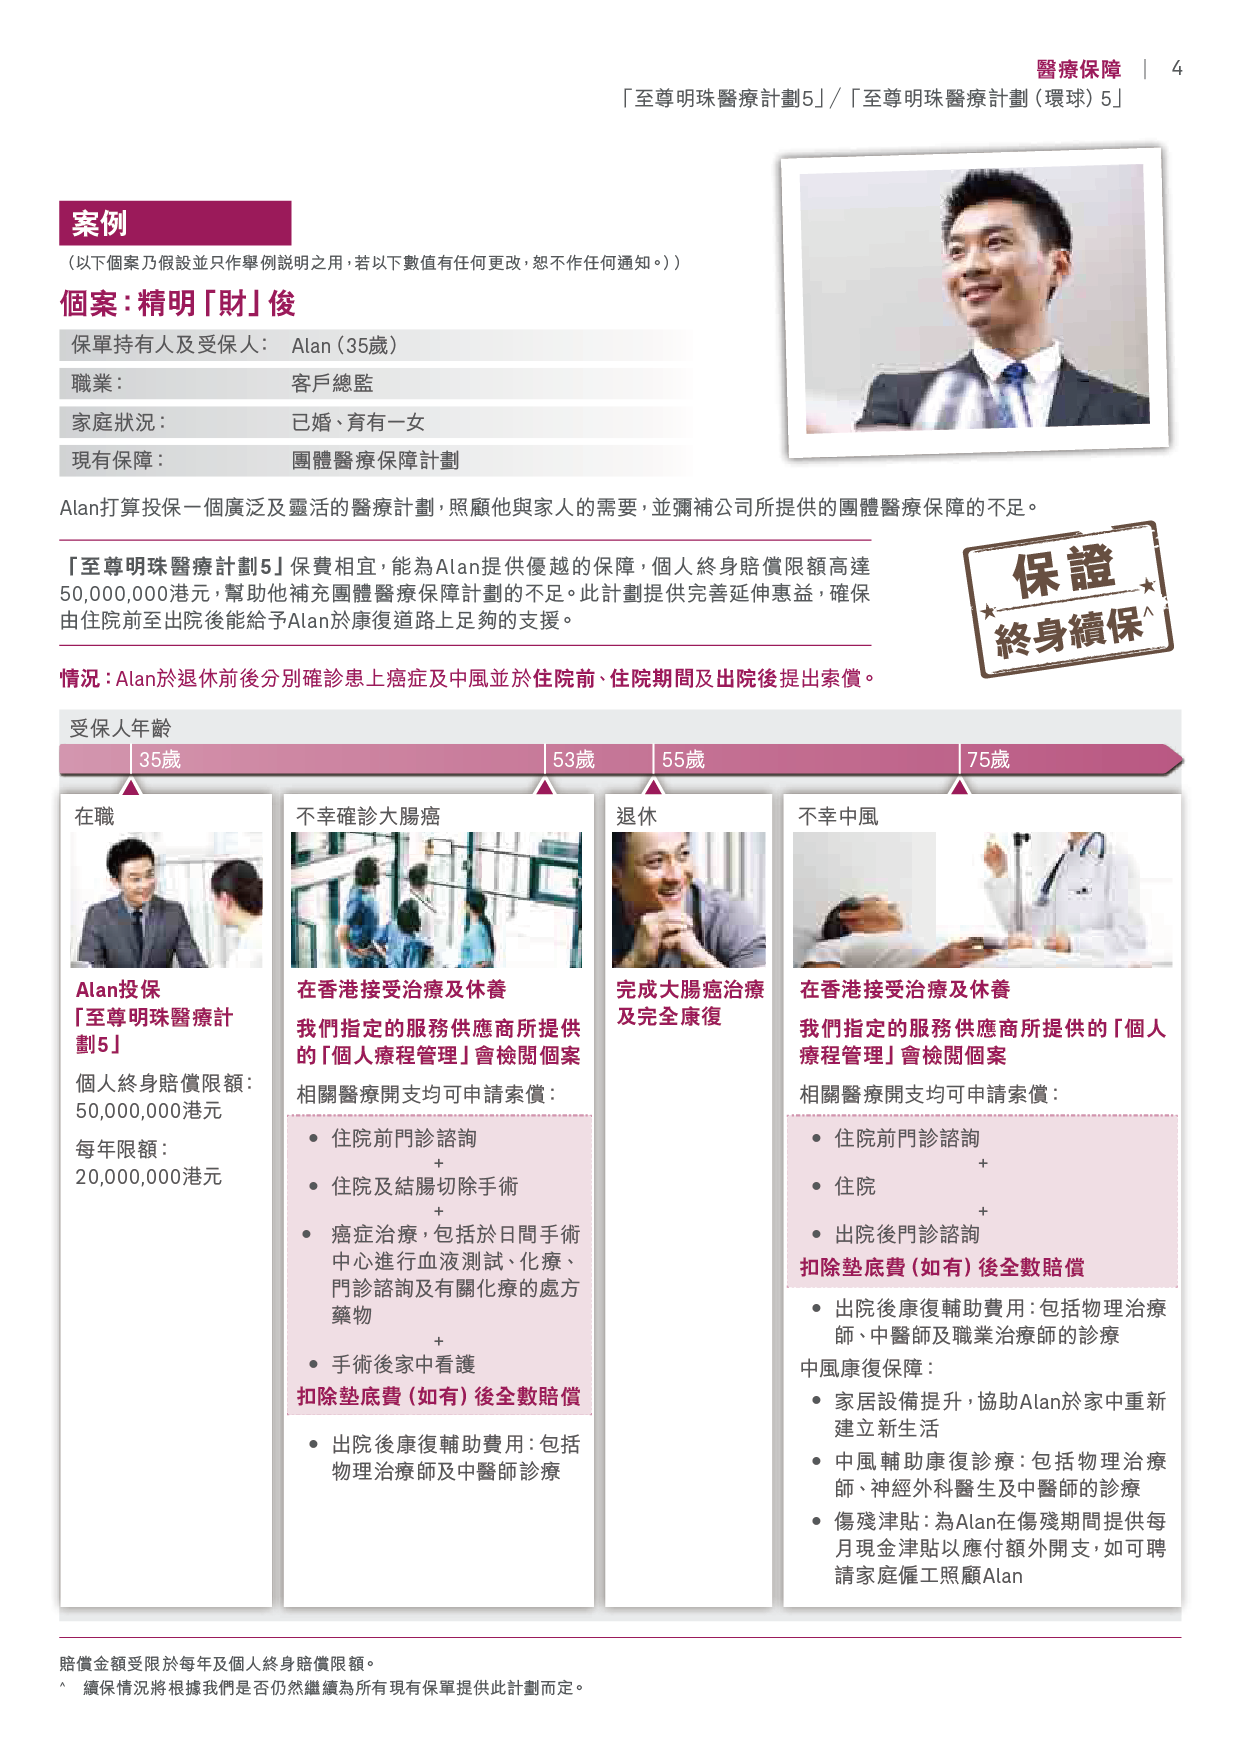 醫療保障 | 4
「至尊明珠醫療計劃5」/「至尊明珠醫療計劃(環球)5」
案例
(以下個案乃假設並只作舉例説明之用,若以下數值有任何更改,恕不作任何通知。))
個案:精明「財」俊
保單持有人及受保人: Alan(35歲)
職業: 客戶總監
家庭狀況: 已婚、育有一女
現有保障: 團體醫療保障計劃
Alan打算投保一個廣泛及靈活的醫療計劃,照顧他與家人的需要,並彌補公司所提供的團體醫療保障的不足。
「至尊明珠醫療計劃5」保費相宜,能為Alan提供優越的保障,個人終身賠償限額高達
50,000,000港元,幫助他補充團體醫療保障計劃的不足。此計劃提供完善延伸惠益,確保
由住院前至出院後能給予Alan於康復道路上足夠的支援。
保證
終身續保^
情況:Alan於退休前後分別確診患上癌症及中風並於住院前、住院期間及出院後提出索償。
受保人年齡
35歲
53歲
55歲
75歲
在職
Alan投保
「至尊明珠醫療計
劃5」
個人終身賠償限額:
50,000,000港元
每年限額:
20,000,000港元
不幸確診大腸癌
在香港接受治療及休養
我們指定的服務供應商所提供
的「個人療程管理」會檢閱個案
相關醫療開支均可申請索償:
• 住院前門診諮詢
+
• 住院及結腸切除手術
+
• 癌症治療,包括於日間手術
中心進行血液測試、化療、
門診諮詢及有關化療的處方
藥物
+
• 手術後家中看護
扣除墊底費(如有)後全數賠償
• 出院後康復輔助費用:包括
物理治療師及中醫師診療
退休
完成大腸癌治療
及完全康復
不幸中風
在香港接受治療及休養
我們指定的服務供應商所提供的「個人
療程管理」會檢閱個案
相關醫療開支均可申請索償:
• 住院前門診諮詢
+
• 住院
+
• 出院後門診諮詢
扣除墊底費(如有)後全數賠償
• 出院後康復輔助費用:包括物理治療
師、中醫師及職業治療師的診療
中風康復保障:
• 家居設備提升,協助Alan於家中重新
建立新生活
• 中風輔助康復診療:包括物理治療
師、神經外科醫生及中醫師的診療
• 傷殘津貼:為Alan在傷殘期間提供每
月現金津貼以應付額外開支,如可聘
請家庭僱工照顧Alan
賠償金額受限於每年及個人終身賠償限額。
^ 續保情況將根據我們是否仍然繼續為所有現有保單提供此計劃而定。